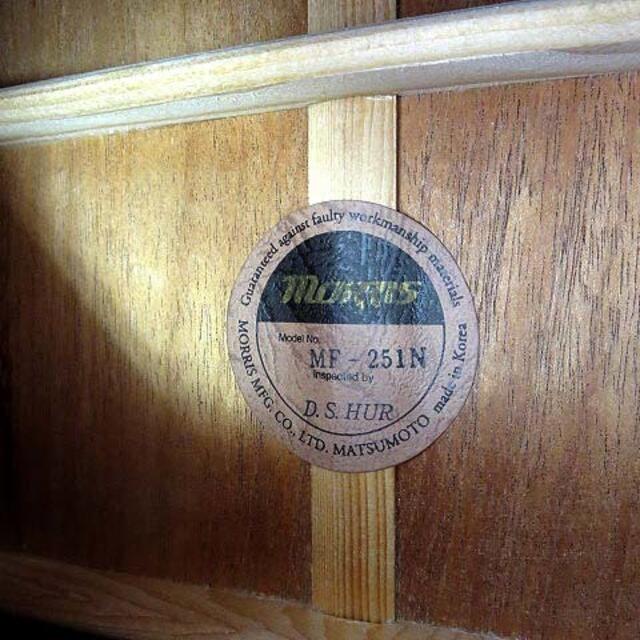 Guaranteed against faulty workmanship materials
Morris
Model No.
MF-251N
Inspected by
D.S. HUR
MORRIS MFG. CO., LTD. MATSUMOTO
made in Korea